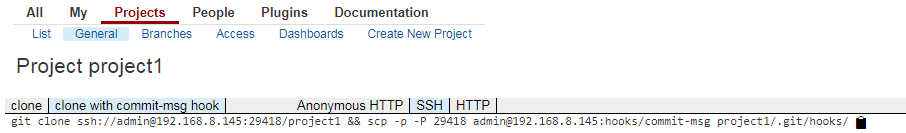 All My Projects People Plugins Documentation
List General Branches Access Dashboards Create New Project
Project project1
clone clone with commit-msg hook Anonymous HTTP SSH HTTP
git clone ssh://admin@192.168.8.145:29418/project1 && scp -p -P 29418 admin@192.168.8.145:hooks/commit-msg project1/.git/hooks/